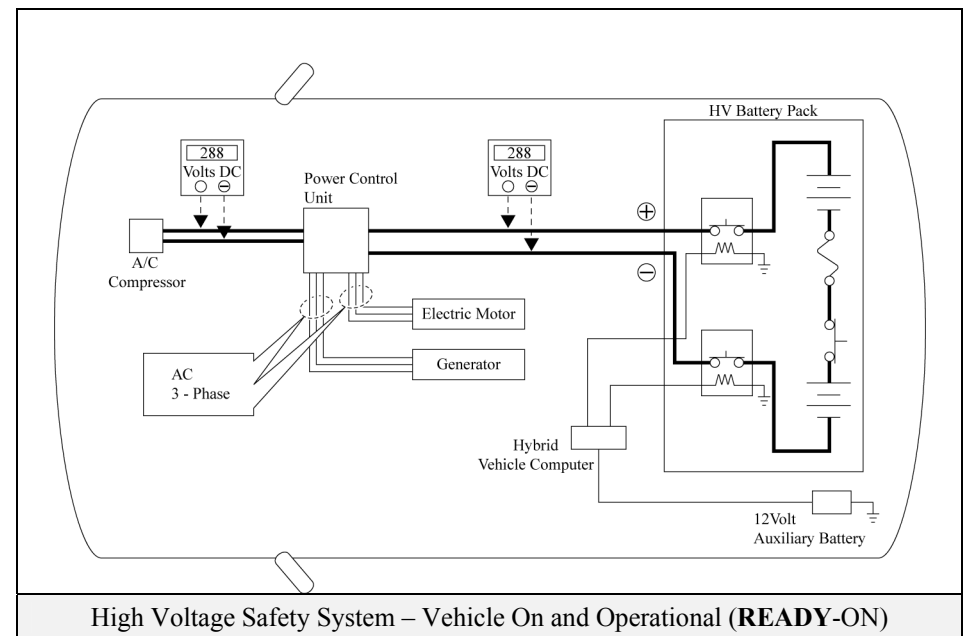 HV Battery Pack
288
Volts DC
288
Volts DC
Power Control
Unit
+
−
A/C
Compressor
Electric Motor
Generator
AC
3 - Phase
Hybrid
Vehicle Computer
12Volt
Auxiliary Battery
High Voltage Safety System – Vehicle On and Operational (READY-ON)